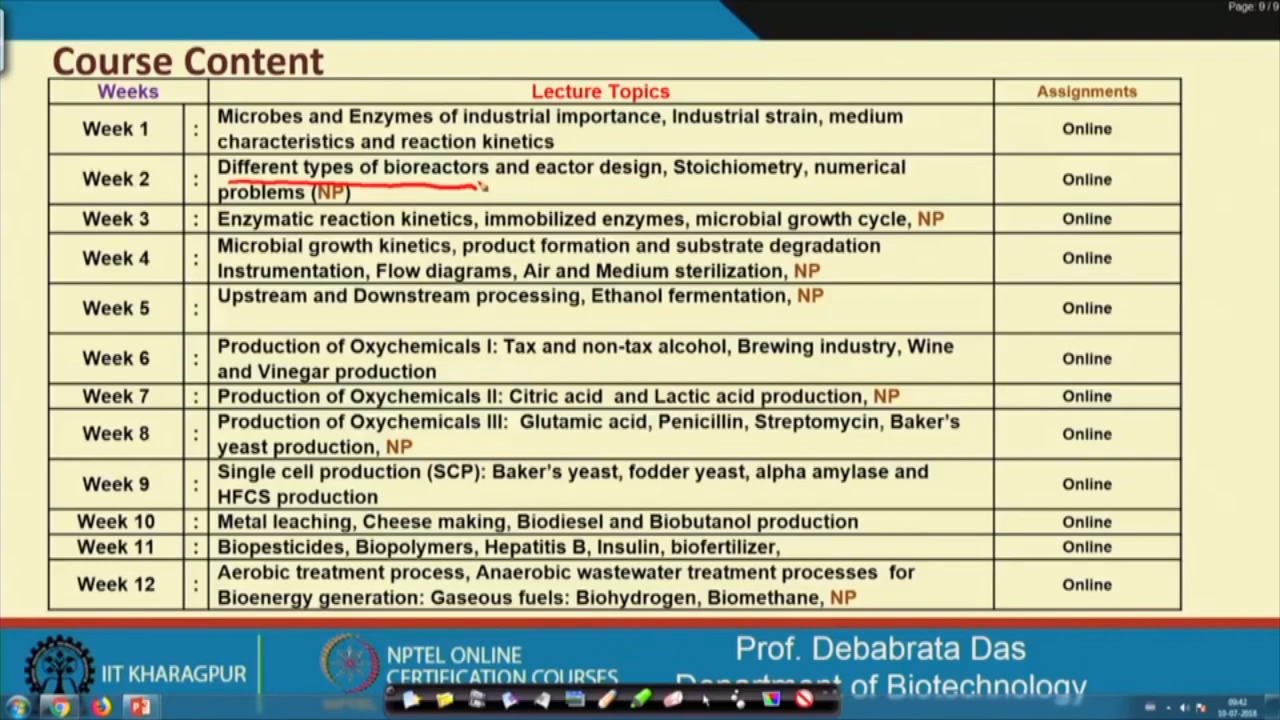 Page: 9 / 9
Course Content
Weeks Lecture Topics Assignments
Week 1 : Microbes and Enzymes of industrial importance, Industrial strain, medium
characteristics and reaction kinetics Online
Week 2 : Different types of bioreactors and eactor design, Stoichiometry, numerical
problems (NP) Online
Week 3 : Enzymatic reaction kinetics, immobilized enzymes, microbial growth cycle, NP Online
Week 4 : Microbial growth kinetics, product formation and substrate degradation
Instrumentation, Flow diagrams, Air and Medium sterilization, NP Online
Week 5 : Upstream and Downstream processing, Ethanol fermentation, NP Online
Week 6 : Production of Oxychemicals I: Tax and non-tax alcohol, Brewing industry, Wine
and Vinegar production Online
Week 7 : Production of Oxychemicals II: Citric acid and Lactic acid production, NP Online
Week 8 : Production of Oxychemicals III: Glutamic acid, Penicillin, Streptomycin, Baker's
yeast production, NP Online
Week 9 : Single cell production (SCP): Baker's yeast, fodder yeast, alpha amylase and
HFCS production Online
Week 10 : Metal leaching, Cheese making, Biodiesel and Biobutanol production Online
Week 11 : Biopesticides, Biopolymers, Hepatitis B, Insulin, biofertilizer, Online
Week 12 : Aerobic treatment process, Anaerobic wastewater treatment processes for
Bioenergy generation: Gaseous fuels: Biohydrogen, Biomethane, NP Online
IIT KHARAGPUR
NPTEL ONLINE
CERTIFICATION COURSES
Prof. Debabrata Das
Department of Biotechnology
09:42
10-07-2018